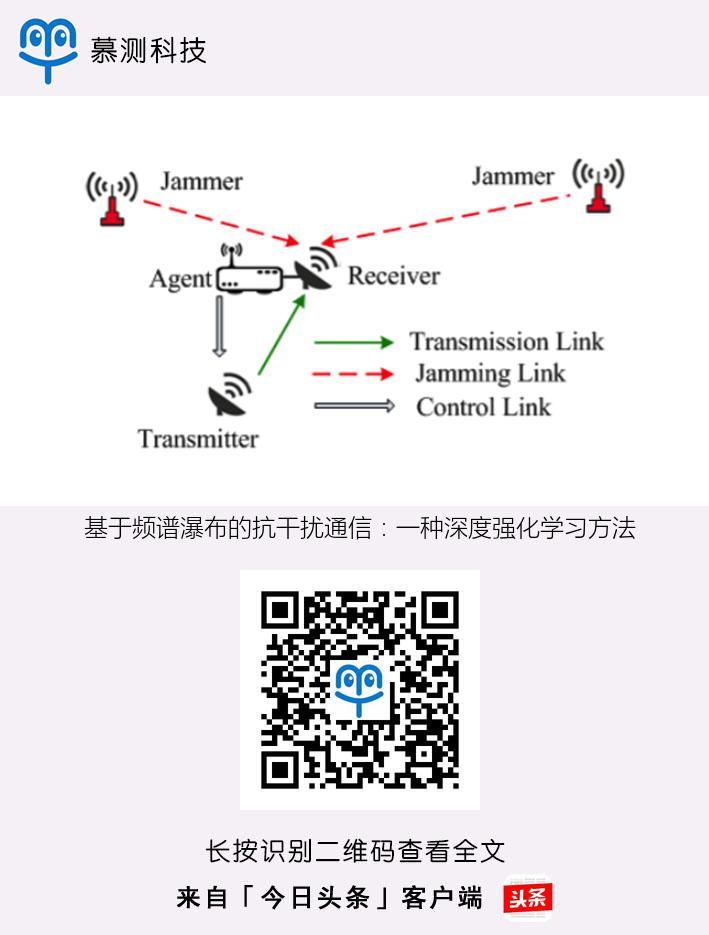 慕测科技
Jammer
Jammer
Agent
Receiver
Transmission Link
Jamming Link
Control Link
Transmitter
基于频谱瀑布的抗干扰通信：一种深度强化学习方法
长按识别二维码查看全文
来自「今日头条」客户端
头条